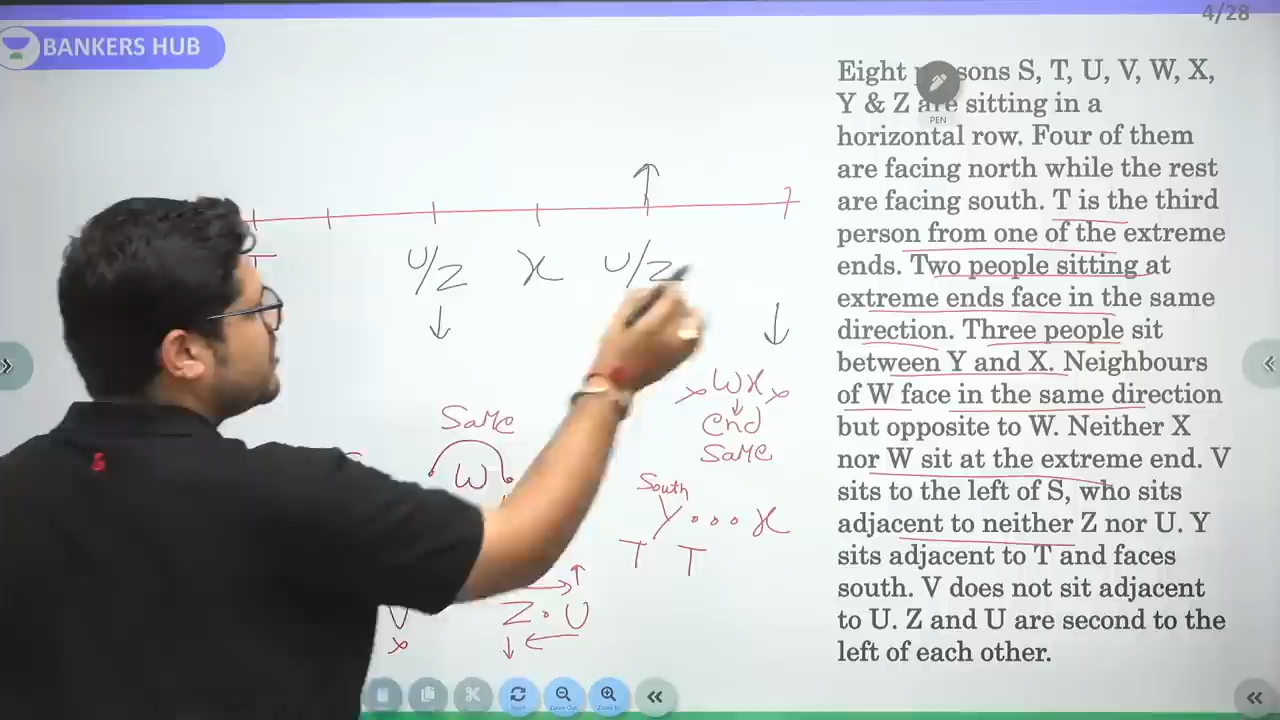 4/28
BANKERS HUB
Eight sons S, T, U, V, W, X,
Y & Z are sitting in a
PEN
horizontal row. Four of them
are facing north while the rest
are facing south. T is the third
person from one of the extreme
ends. Two people sitting at
extreme ends face in the same
direction. Three people sit
between Y and X. Neighbours
of W face in the same direction
but opposite to W. Neither X
nor W sit at the extreme end. V
sits to the left of S, who sits
adjacent to neither Z nor U. Y
sits adjacent to T and faces
south. V does not sit adjacent
to U. Z and U are second to the
left of each other.
T U/Z X U/Z
Same
W
x W X x
end
Same
South
Y . . . X
T T
Z . U
V
x
S
Zoom Out
Zoom In